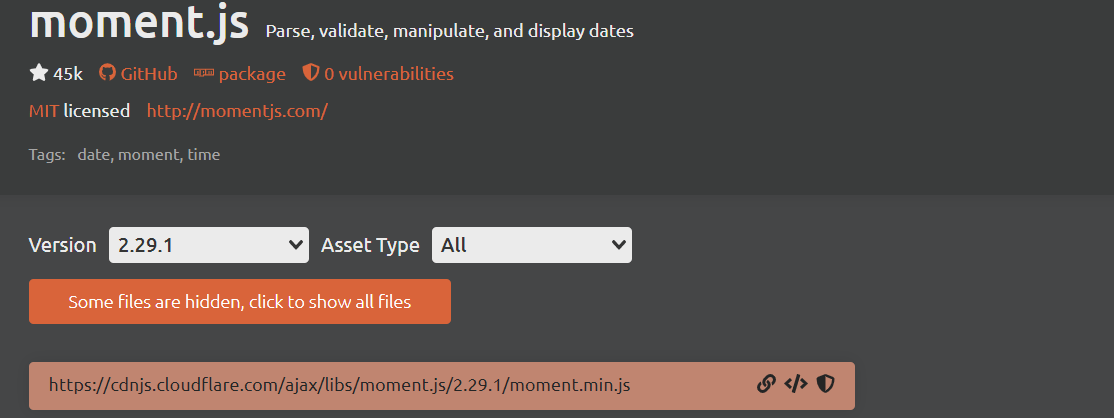 moment.js Parse, validate, manipulate, and display dates
45k GitHub npm package 0 vulnerabilities
MIT licensed http://momentjs.com/
Tags: date, moment, time
Version 2.29.1 Asset Type All
Some files are hidden, click to show all files
https://cdnjs.cloudflare.com/ajax/libs/moment.js/2.29.1/moment.min.js